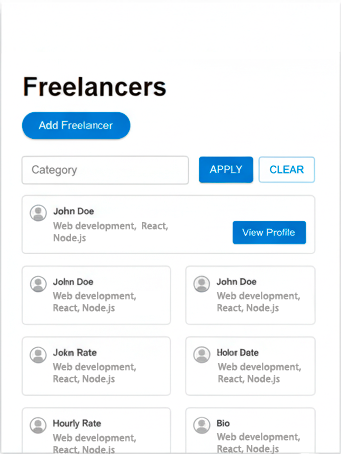 Freelancers
Add Freelancer
Category
APPLY
CLEAR
John Doe
Web development, React,
Node.js
View Profile
John Doe
Web development,
React, Node.js
John Doe
Web development,
React, Node.js
Rate
Web development,
React, Node.js
Date
Web development,
React, Node.js
Hourly Rate
Web development,
React, Node.js
Bio
Web development,
React, Node.js